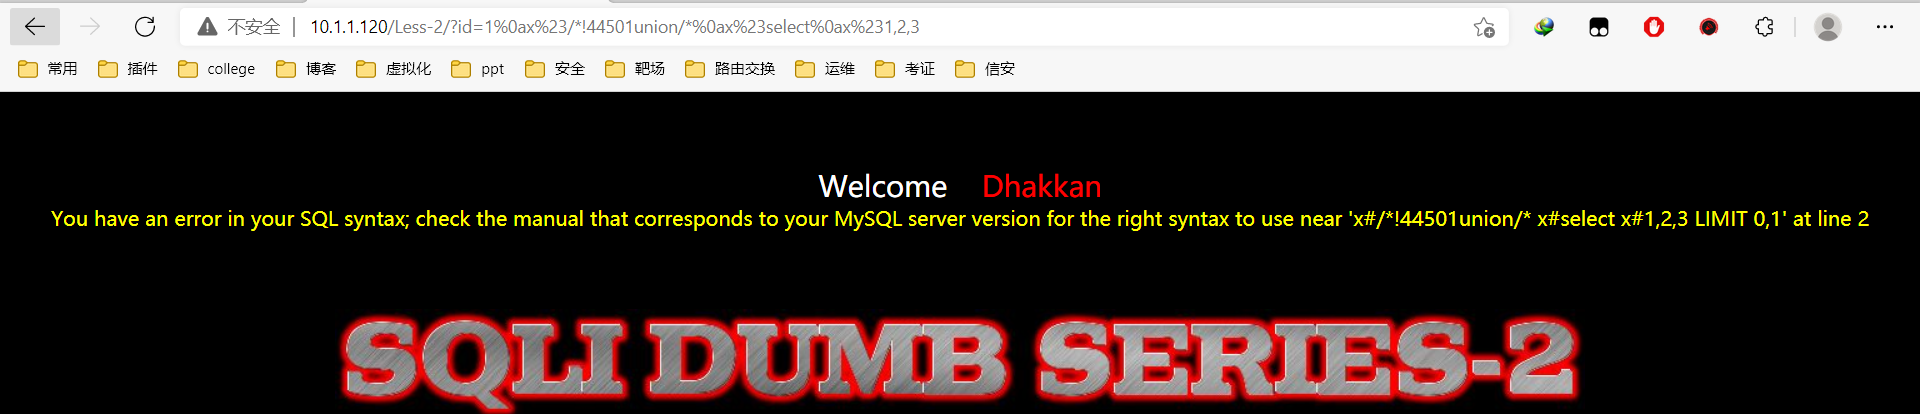 不安全 10.1.1.120/Less-2/?id=1%0ax%23/*!44501union/*%0ax%23select%0ax%231,2,3
常用 插件 college 博客 虚拟化 ppt 安全 靶场 路由交换 运维 考证 信安
Welcome Dhakkan
You have an error in your SQL syntax; check the manual that corresponds to your MySQL server version for the right syntax to use near 'x#/*!44501union/* x#select x#1,2,3 LIMIT 0,1' at line 2
SQLI DUMB SERIES-2